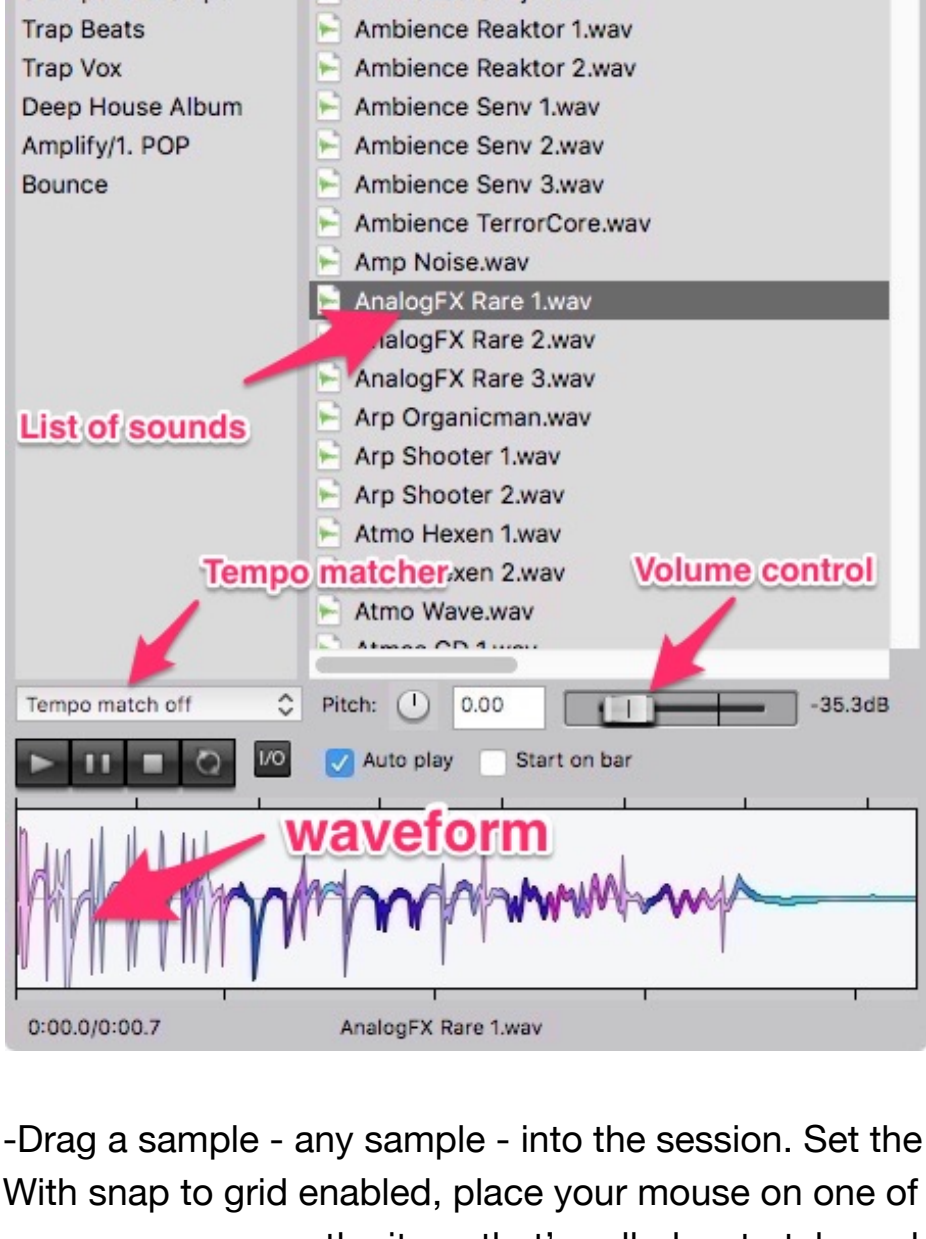 Trap Beats
Trap Vox
Deep House Album
Amplify/1. POP
Bounce
Ambience Reaktor 1.wav
Ambience Reaktor 2.wav
Ambience Senv 1.wav
Ambience Senv 2.wav
Ambience Senv 3.wav
Ambience TerrorCore.wav
Amp Noise.wav
AnalogFX Rare 1.wav
AnalogFX Rare 2.wav
AnalogFX Rare 3.wav
List of sounds
Arp Organicman.wav
Arp Shooter 1.wav
Arp Shooter 2.wav
Atmo Hexen 1.wav
Tempo matcher
2.wav
Volume control
Atmo Wave.wav
Tempo match off
Pitch:
0.00
-35.3dB
I/O
Auto play
Start on bar
waveform
0:00.0/0:00.7
AnalogFX Rare 1.wav
-Drag a sample - any sample - into the session. Set the
With snap to grid enabled, place your mouse on one of